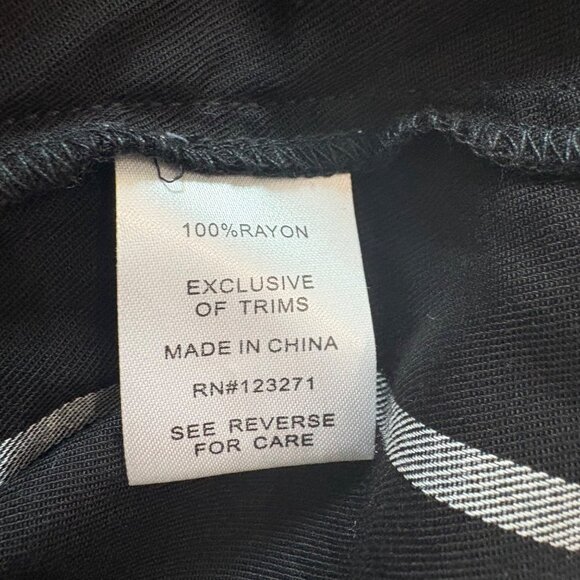 100%RAYON
EXCLUSIVE
OF TRIMS
MADE IN CHINA
RN#123271
SEE REVERSE
FOR CARE